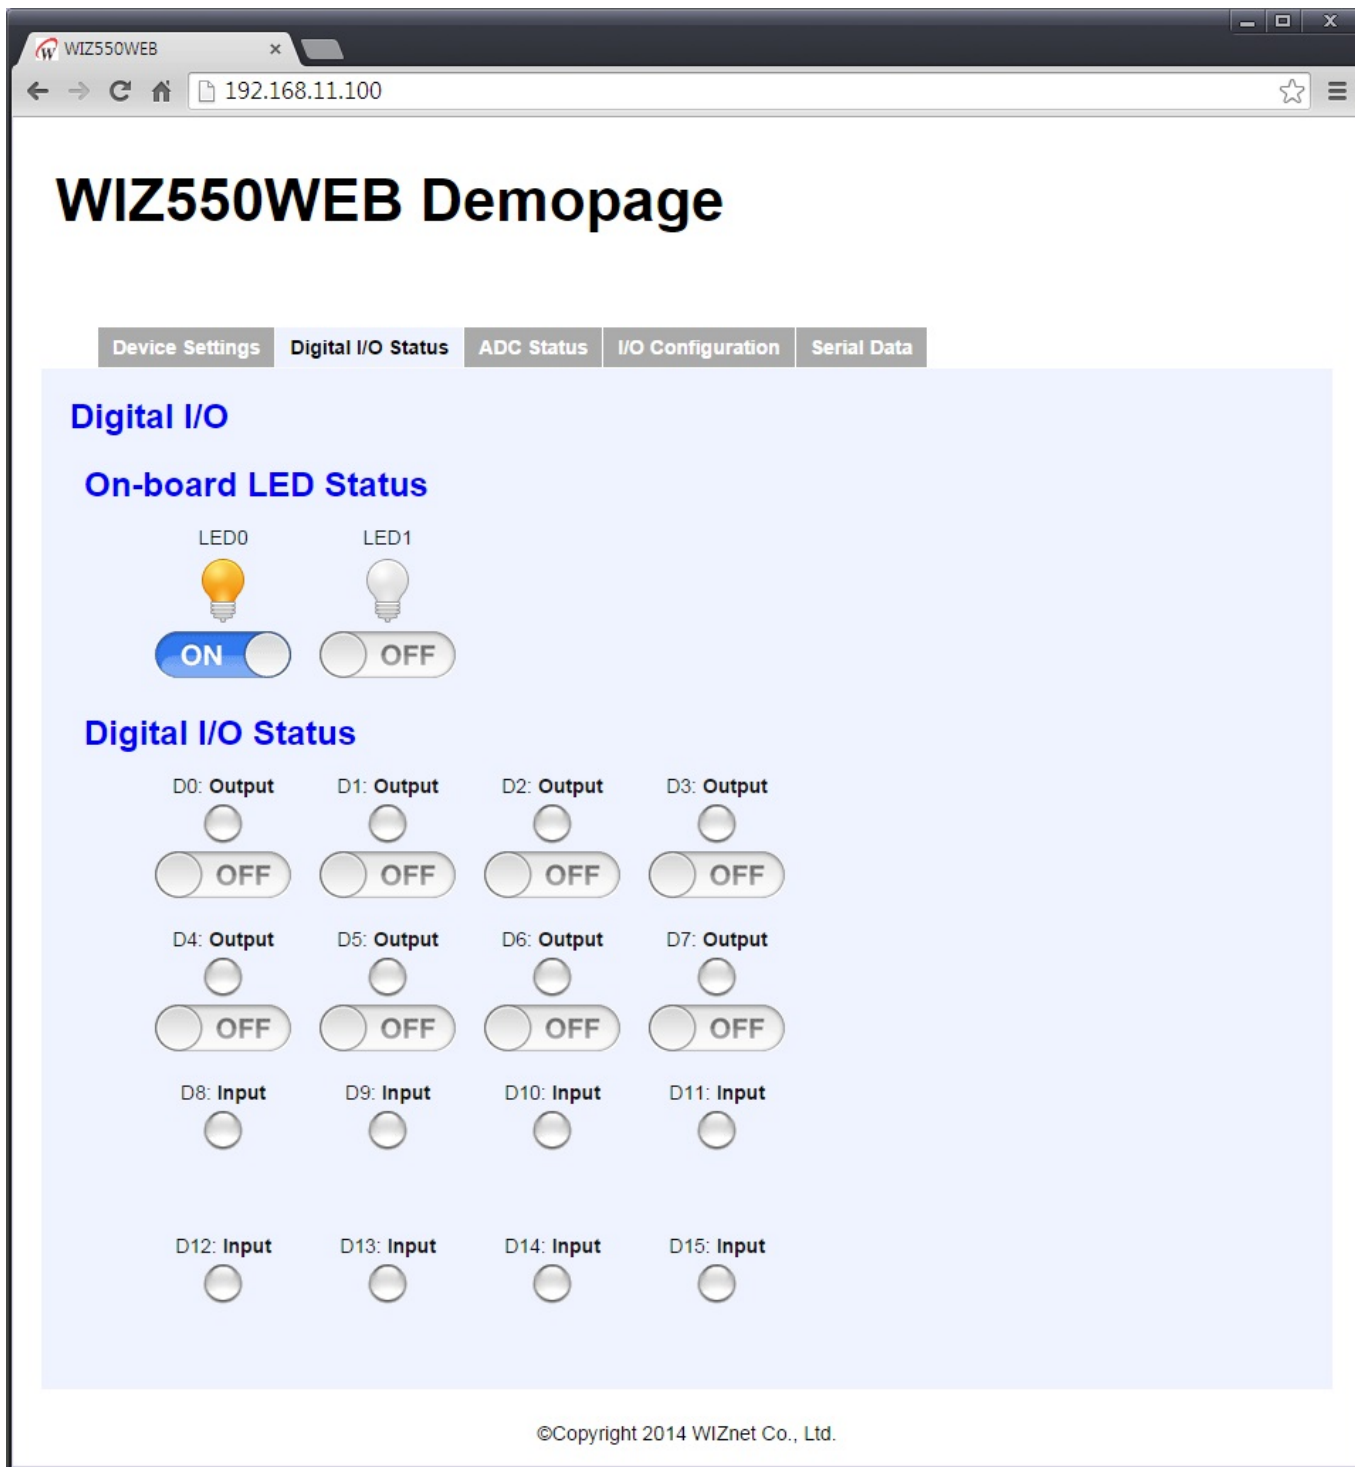 WIZ550WEB
192.168.11.100
WIZ550WEB Demopage
Device Settings Digital I/O Status ADC Status I/O Configuration Serial Data
Digital I/O
On-board LED Status
LED0 LED1
ON OFF
Digital I/O Status
D0: Output D1: Output D2: Output D3: Output
OFF OFF OFF OFF
D4: Output D5: Output D6: Output D7: Output
OFF OFF OFF OFF
D8: Input D9: Input D10: Input D11: Input
D12: Input D13: Input D14: Input D15: Input
©Copyright 2014 WIZnet Co., Ltd.